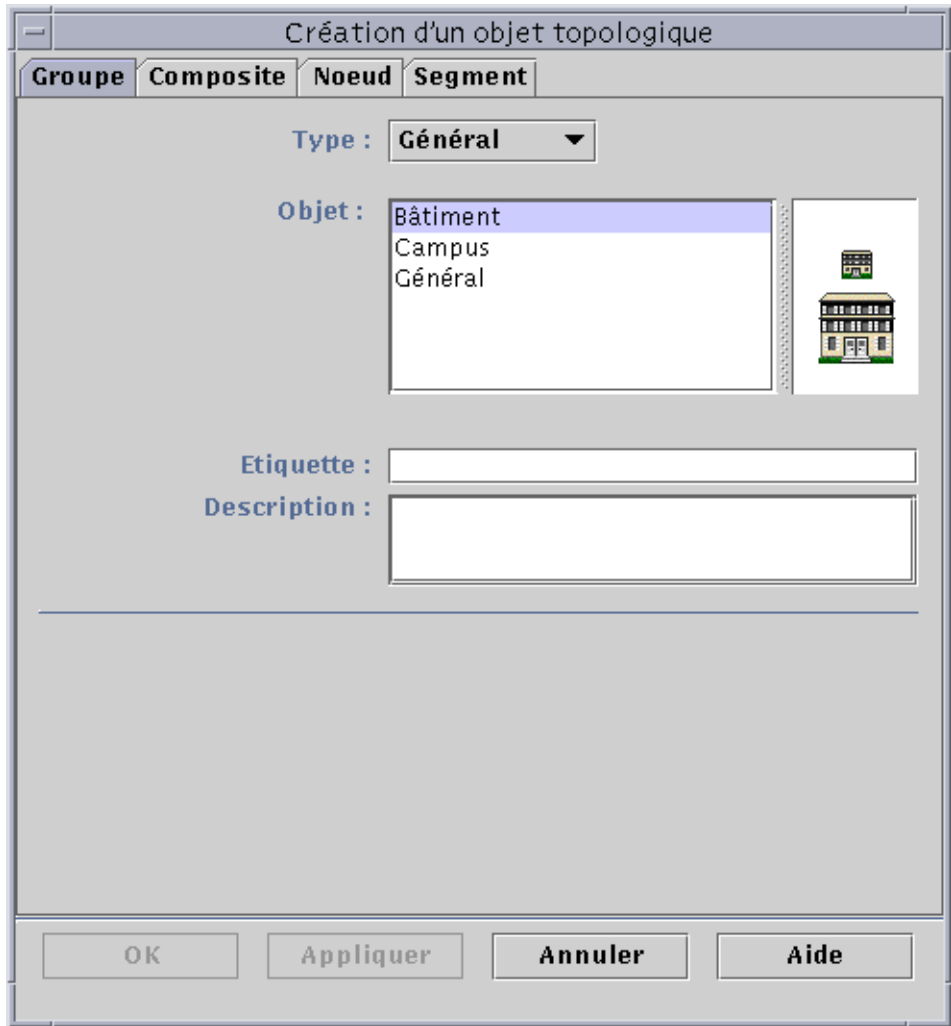 Création d'un objet topologique
Groupe Composite Noeud Segment
Type : Général
Objet : Bâtiment
Campus
Général
Etiquette :
Description :
OK Appliquer Annuler Aide